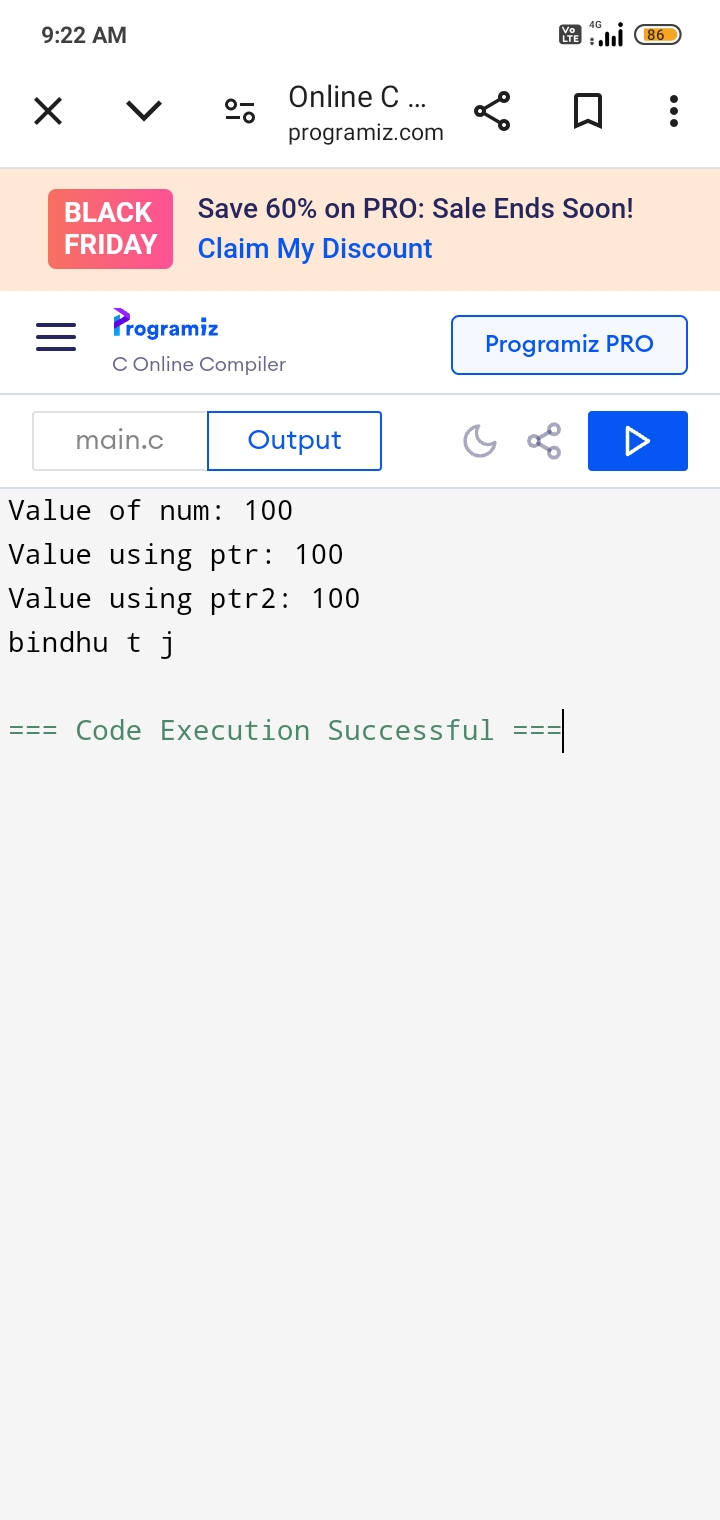 9:22 AM
Vo LTE
4G
86
Online C ...
programiz.com
BLACK
FRIDAY
Save 60% on PRO: Sale Ends Soon!
Claim My Discount
Programiz
C Online Compiler
Programiz PRO
main.c
Output
Value of num: 100
Value using ptr: 100
Value using ptr2: 100
bindhu t j
=== Code Execution Successful ===